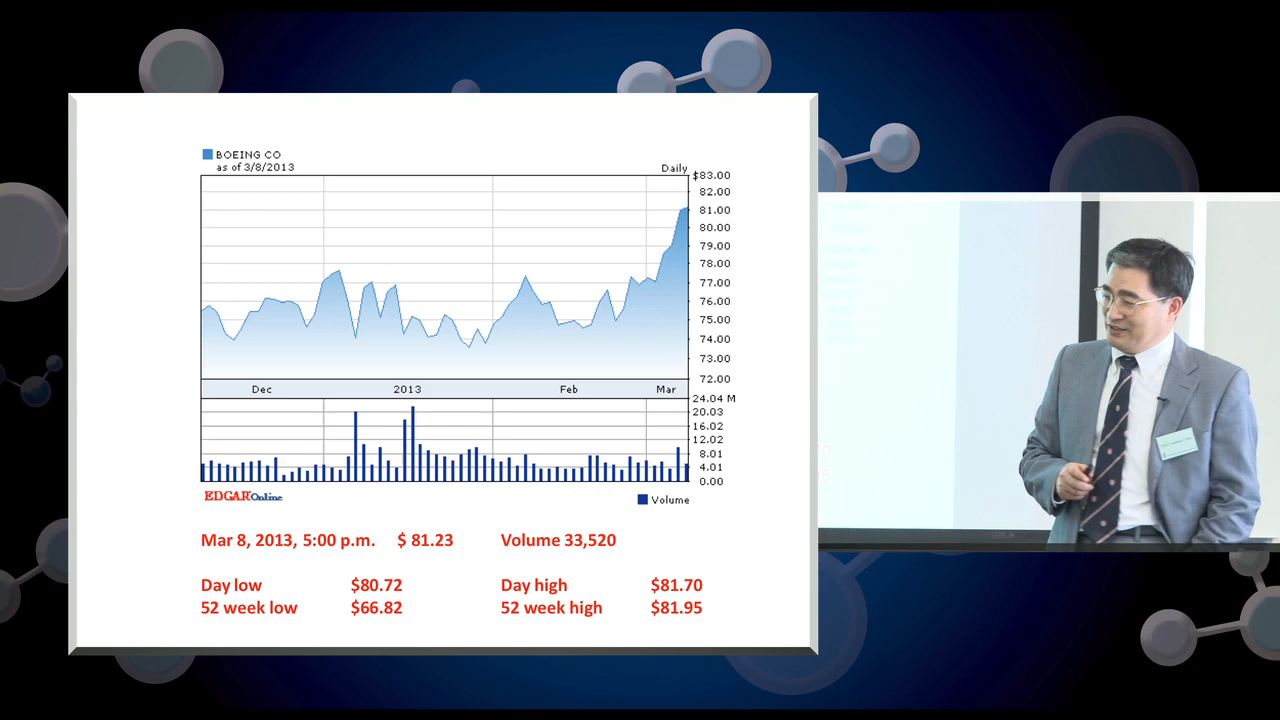 BOEING CO
as of 3/8/2013
Daily
$83.00
82.00
81.00
80.00
79.00
78.00
77.00
76.00
75.00
74.00
73.00
72.00
Dec 2013 Feb Mar
24.04 M
20.03
16.02
12.02
8.01
4.01
0.00
EDGAROnline
Volume
Mar 8, 2013, 5:00 p.m. $ 81.23 Volume 33,520
Day low $80.72 Day high $81.70
52 week low $66.82 52 week high $81.95